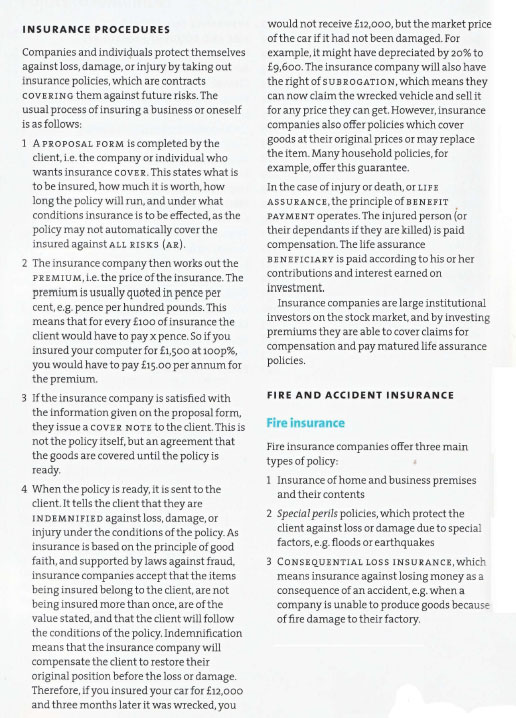 INSURANCE PROCEDURES
Companies and individuals protect themselves
against loss, damage, or injury by taking out
insurance policies, which are contracts
COVERING them against future risks. The
usual process of insuring a business or oneself
is as follows:
1 A PROPOSAL FORM is completed by the
client, i.e. the company or individual who
wants insurance COVER. This states what is
to be insured, how much it is worth, how
long the policy will run, and under what
conditions insurance is to be effected, as the
policy may not automatically cover the
insured against ALL RISKS (AR).
2 The insurance company then works out the
PREMIUM, i.e. the price of the insurance. The
premium is usually quoted in pence per
cent, e.g. pence per hundred pounds. This
means that for every £100 of insurance the
client would have to pay x pence. So if you
insured your computer for £1,500 at 100p%,
you would have to pay £15.00 per annum for
the premium.
3 If the insurance company is satisfied with
the information given on the proposal form,
they issue a COVER NOTE to the client. This is
not the policy itself, but an agreement that
the goods are covered until the policy is
ready.
4 When the policy is ready, it is sent to the
client. It tells the client that they are
INDEMNIFIED against loss, damage, or
injury under the conditions of the policy. As
insurance is based on the principle of good
faith, and supported by laws against fraud,
insurance companies accept that the items
being insured belong to the client, are not
being insured more than once, are of the
value stated, and that the client will follow
the conditions of the policy. Indemnification
means that the insurance company will
compensate the client to restore their
original position before the loss or damage.
Therefore, if you insured your car for £12,000
and three months later it was wrecked, you
would not receive £12,000, but the market price
of the car if it had not been damaged. For
example, it might have depreciated by 20% to
£9,600. The insurance company will also have
the right of SUBROGATION, which means they
can now claim the wrecked vehicle and sell it
for any price they can get. However, insurance
companies also offer policies which cover
goods at their original prices or may replace
the item. Many household policies, for
example, offer this guarantee.
In the case of injury or death, or LIFE
ASSURANCE, the principle of BENEFIT
PAYMENT operates. The injured person (or
their dependants if they are killed) is paid
compensation. The life assurance
BENEFICIARY is paid according to his or her
contributions and interest earned on
investment.
Insurance companies are large institutional
investors on the stock market, and by investing
premiums they are able to cover claims for
compensation and pay matured life assurance
policies.
FIRE AND ACCIDENT INSURANCE
Fire insurance
Fire insurance companies offer three main
types of policy:
1 Insurance of home and business premises
and their contents
2 Special perils policies, which protect the
client against loss or damage due to special
factors, e.g. floods or earthquakes
3 CONSEQUENTIAL LOSS INSURANCE, which
means insurance against losing money as a
consequence of an accident, e.g. when a
company is unable to produce goods because
of fire damage to their factory.